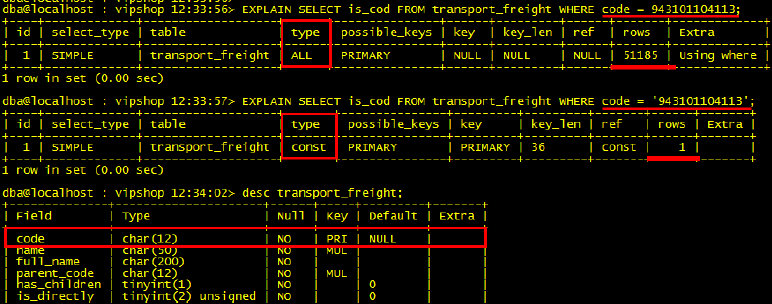 dba@localhost : vipshop 12:33:56> EXPLAIN SELECT is_cod FROM transport_freight WHERE code = 943101104113;
| id | select_type | table | type | possible_keys | key | key_len | ref | rows | Extra |
| 1 | SIMPLE | transport_freight | ALL | PRIMARY | NULL | NULL | NULL | 51185 | Using where |
1 row in set (0.00 sec)
dba@localhost : vipshop 12:33:57> EXPLAIN SELECT is_cod FROM transport_freight WHERE code = '943101104113';
| id | select_type | table | type | possible_keys | key | key_len | ref | rows | Extra |
| 1 | SIMPLE | transport_freight | const | PRIMARY | PRIMARY | 36 | const | 1 | |
1 row in set (0.00 sec)
dba@localhost : vipshop 12:34:02> desc transport_freight;
| Field | Type | Null | Key | Default | Extra |
| code | char(12) | NO | PRI | NULL | |
| name | char(50) | NO | MUL | | |
| full_name | char(200) | NO | | | |
| parent_code | char(12) | NO | MUL | | |
| has_children | tinyint(1) | NO | | 0 | |
| is_directly | tinyint(2) unsigned | NO | | 0 | |